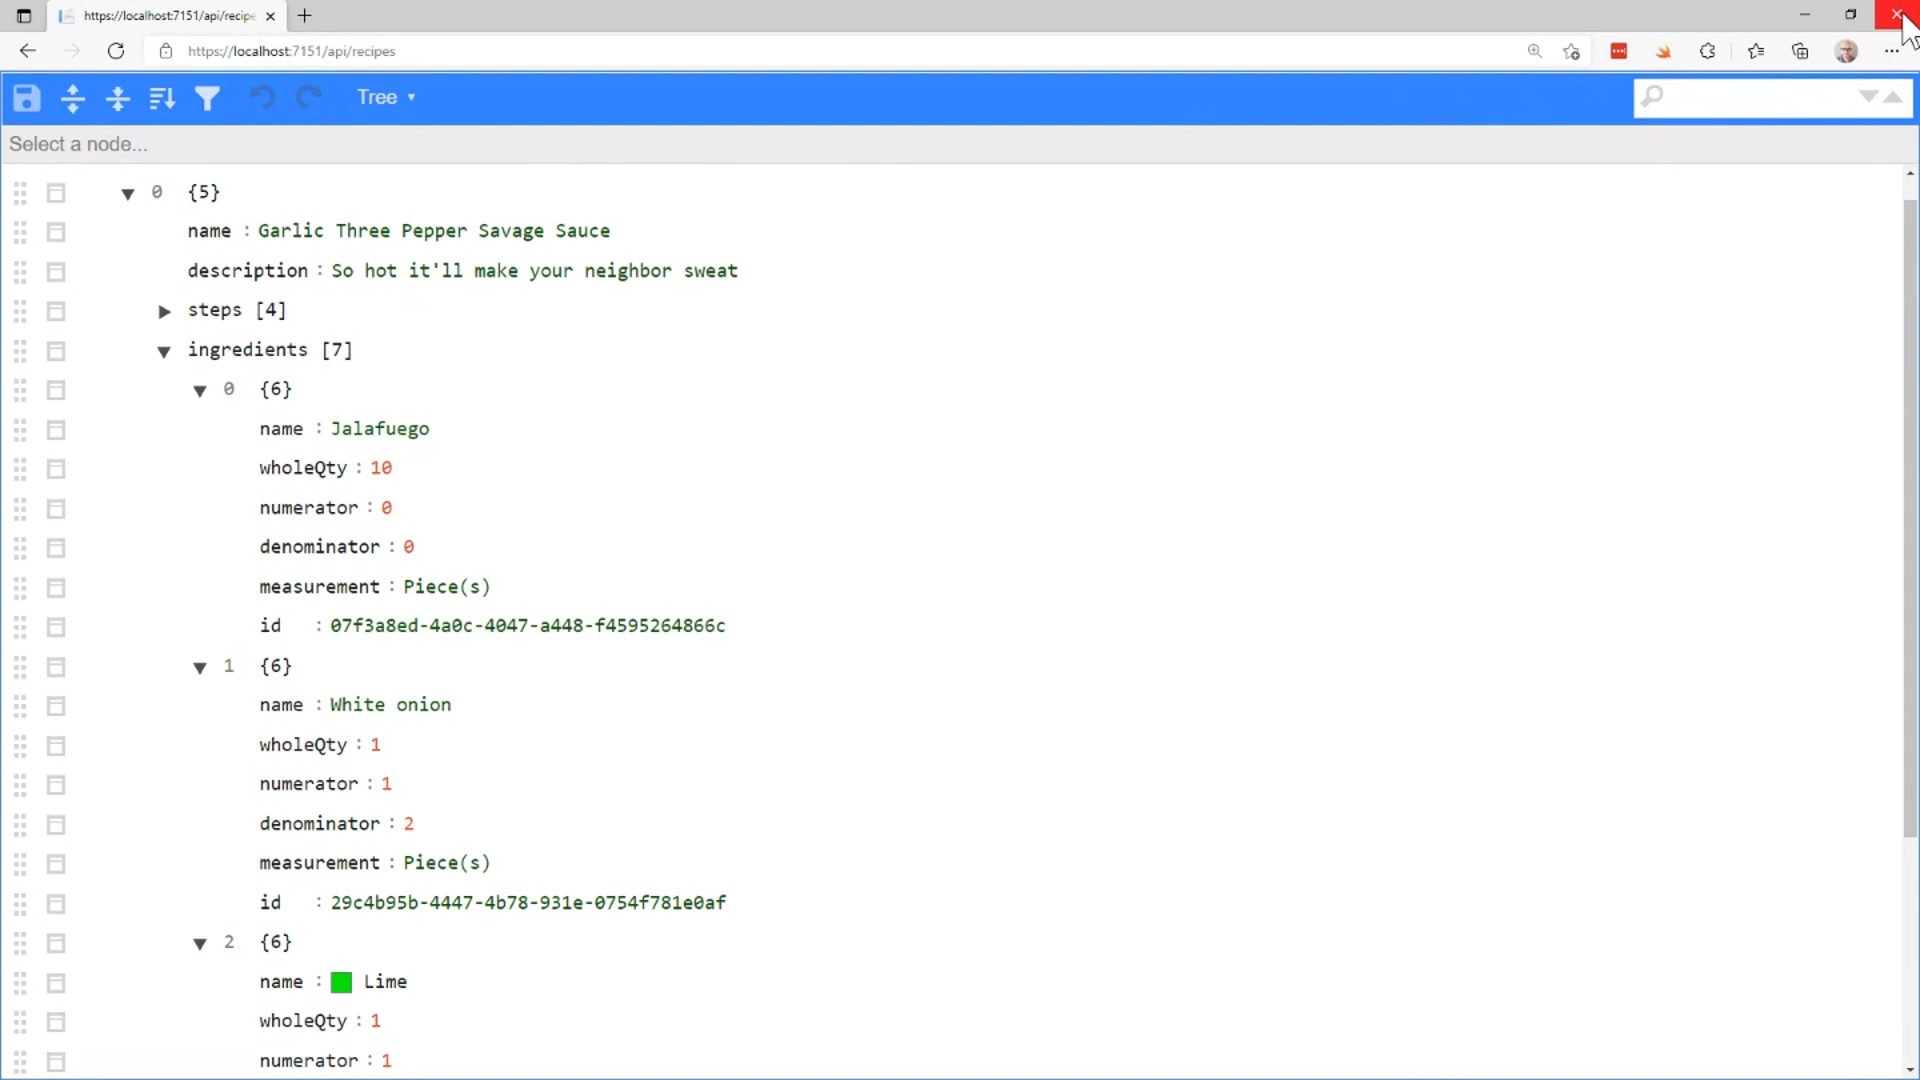 https://localhost:7151/api/recipe
https://localhost:7151/api/recipes
Tree
Select a node...
0 {5}
name : Garlic Three Pepper Savage Sauce
description : So hot it'll make your neighbor sweat
steps [4]
ingredients [7]
0 {6}
name : Jalafuego
wholeQty : 10
numerator : 0
denominator : 0
measurement : Piece(s)
id : 07f3a8ed-4a0c-4047-a448-f4595264866c
1 {6}
name : White onion
wholeQty : 1
numerator : 1
denominator : 2
measurement : Piece(s)
id : 29c4b95b-4447-4b78-931e-0754f781e0af
2 {6}
name : Lime
wholeQty : 1
numerator : 1